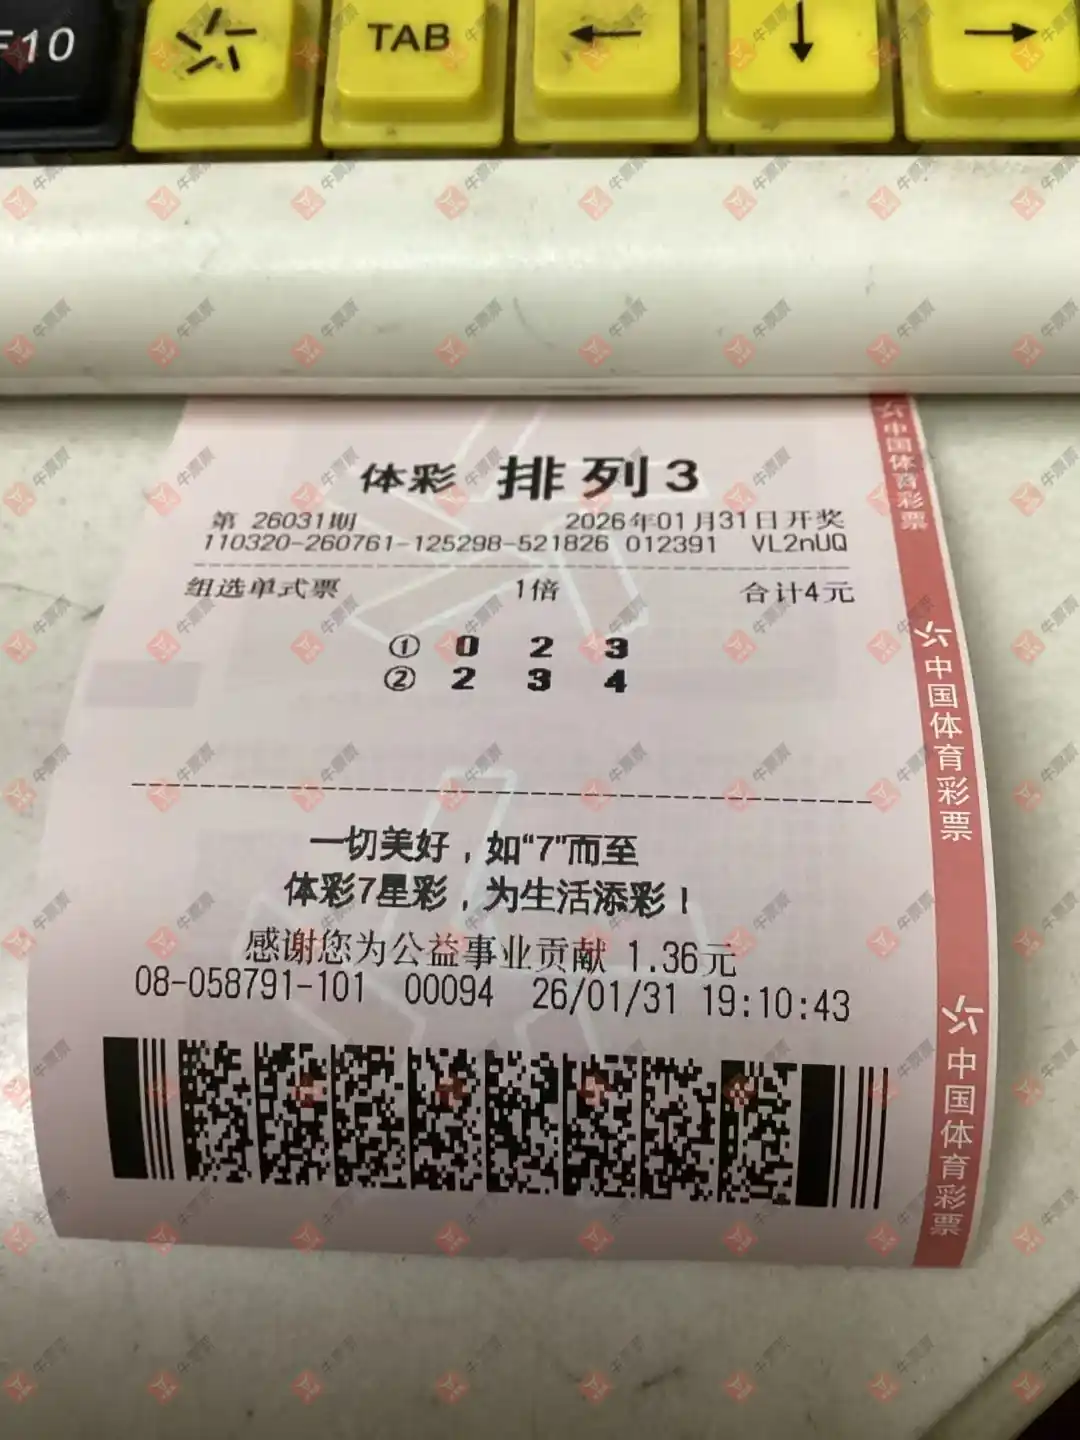 F10
TAB
体彩 排列3
第 26031期 2026年01月31日开奖
110320-260761-125298-521826 012391 VL2nUQ
组选单式票 1倍 合计4元
① 0 2 3
② 2 3 4
一切美好，如“7”而至
体彩7星彩，为生活添彩！
感谢您为公益事业贡献 1.36元
08-058791-101 00094 26/01/31 19:10:43
中国体育彩票
中国体育彩票
中国体育彩票
牛票票